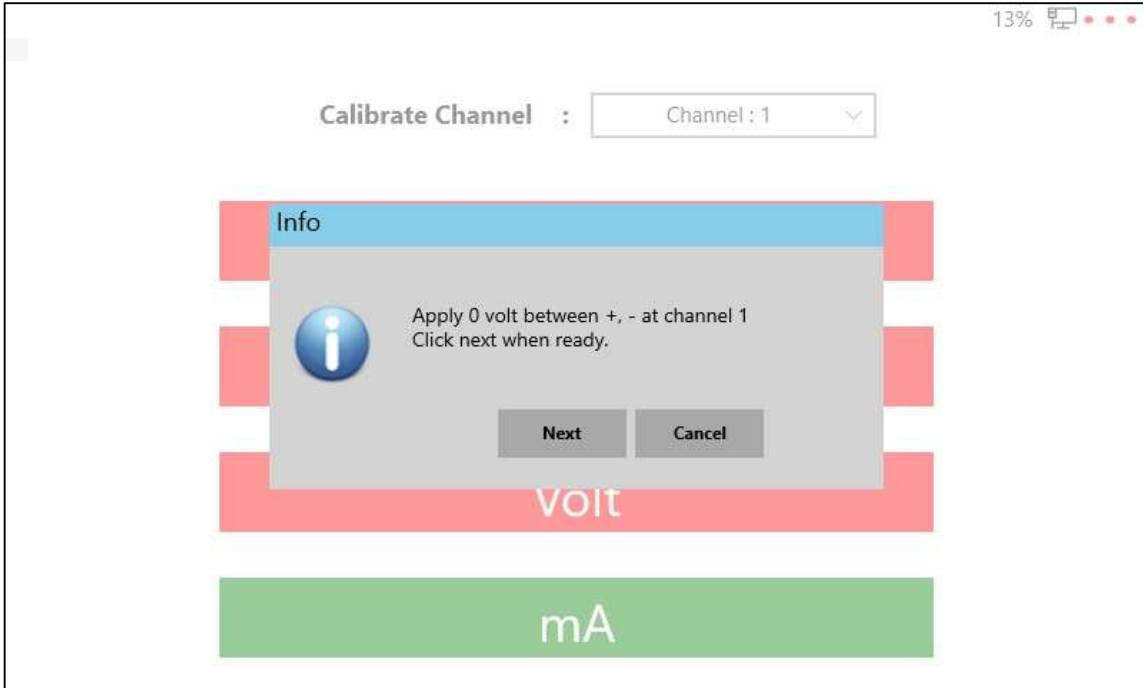 13%
Calibrate Channel : Channel : 1
Info
Apply 0 volt between +, - at channel 1
Click next when ready.
Next Cancel
Volt
mA